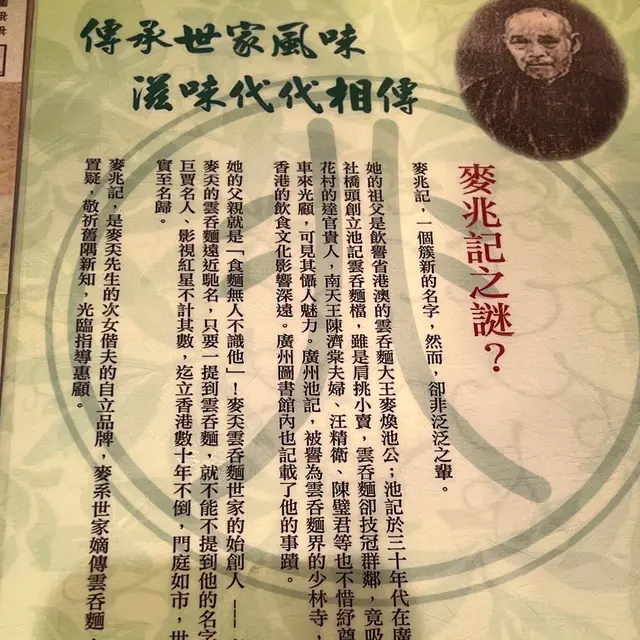 傳承世家風味
滋味代代相傳
麥兆記之謎？
麥兆記，一個簇新的名字，然而，卻非泛泛之輩。
她的祖父是飲譽省港澳的雲吞麵大王麥煥池公；池記於三十年代在廣
社橋頭創立池記雲吞麵檔，雖是肩挑小賣，雲吞麵卻技冠群鄰，竟吸
花村的達官貴人，南天王陳濟棠夫婦、汪精衛、陳璧君等也不惜紆尊
車來光顧，可見其懾人魅力。廣州池記，被譽為雲吞麵界的少林寺，
香港的飲食文化影響深遠。廣州圖書館內也記載了他的事蹟。
她的父親就是「食麵無人不識他」！麥奀雲吞麵世家的始創人 ——
麥奀的雲吞麵遠近馳名，只要一提到雲吞麵，就不能不提到他的名字
巨賈名人、影視紅星不計其數，迄立香港數十年不倒，門庭如市，世
實至名歸。
麥兆記，是麥奀先生的次女偕夫的自立品牌，麥系世家嫡傳雲吞麵，
置疑，敬祈舊雨新知，光臨指導惠顧。